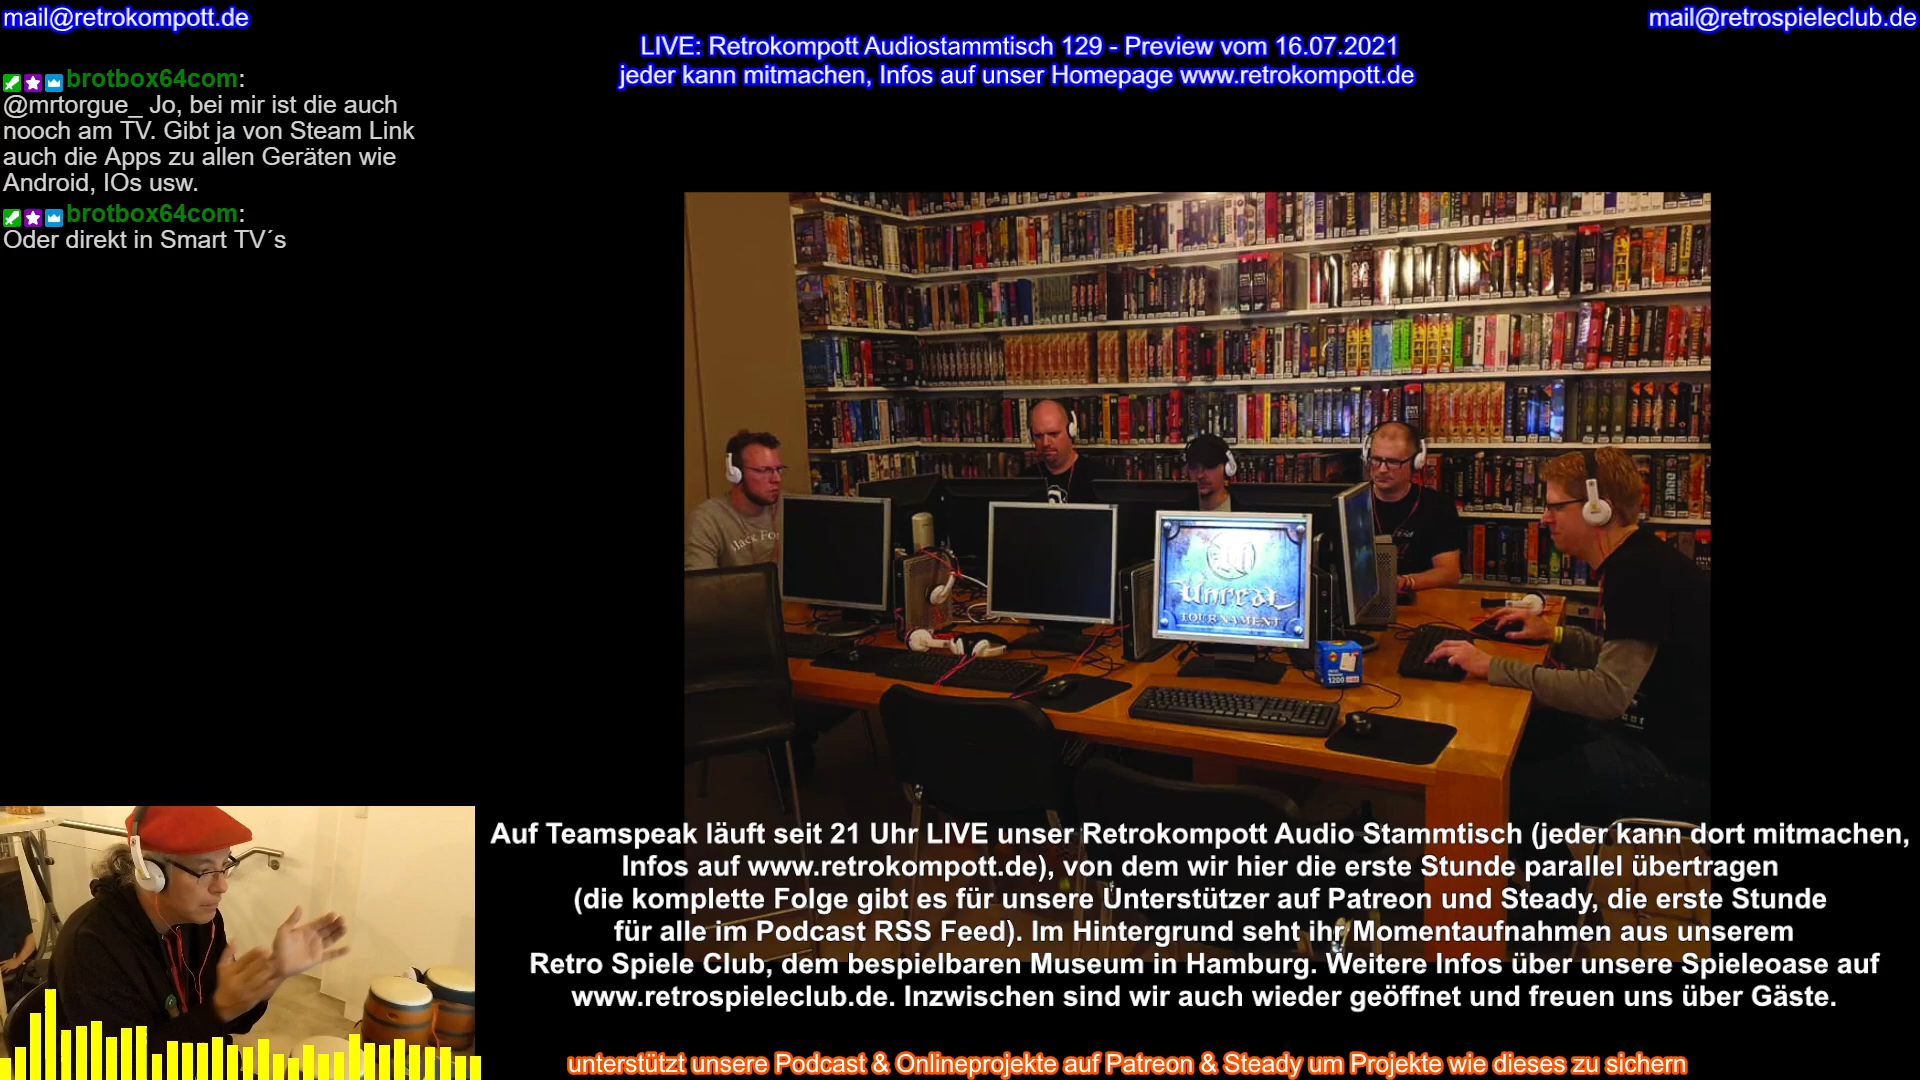 mail@retrokompott.de
mail@retrospieleclub.de
LIVE: Retrokompott Audiostammtisch 129 - Preview vom 16.07.2021
jeder kann mitmachen, Infos auf unser Homepage www.retrokompott.de
brotbox64com:
@mrtorgue_ Jo, bei mir ist die auch
nooch am TV. Gibt ja von Steam Link
auch die Apps zu allen Geräten wie
Android, IOs usw.
brotbox64com:
Oder direkt in Smart TV´s
Unreal
TOURNAMENT
1200
Auf Teamspeak läuft seit 21 Uhr LIVE unser Retrokompott Audio Stammtisch (jeder kann dort mitmachen,
Infos auf www.retrokompott.de), von dem wir hier die erste Stunde parallel übertragen
(die komplette Folge gibt es für unsere Unterstützer auf Patreon und Steady, die erste Stunde
für alle im Podcast RSS Feed). Im Hintergrund seht ihr Momentaufnahmen aus unserem
Retro Spiele Club, dem bespielbaren Museum in Hamburg. Weitere Infos über unsere Spieleoase auf
www.retrospieleclub.de. Inzwischen sind wir auch wieder geöffnet und freuen uns über Gäste.
unterstützt unsere Podcast & Onlineprojekte auf Patreon & Steady um Projekte wie dieses zu sichern